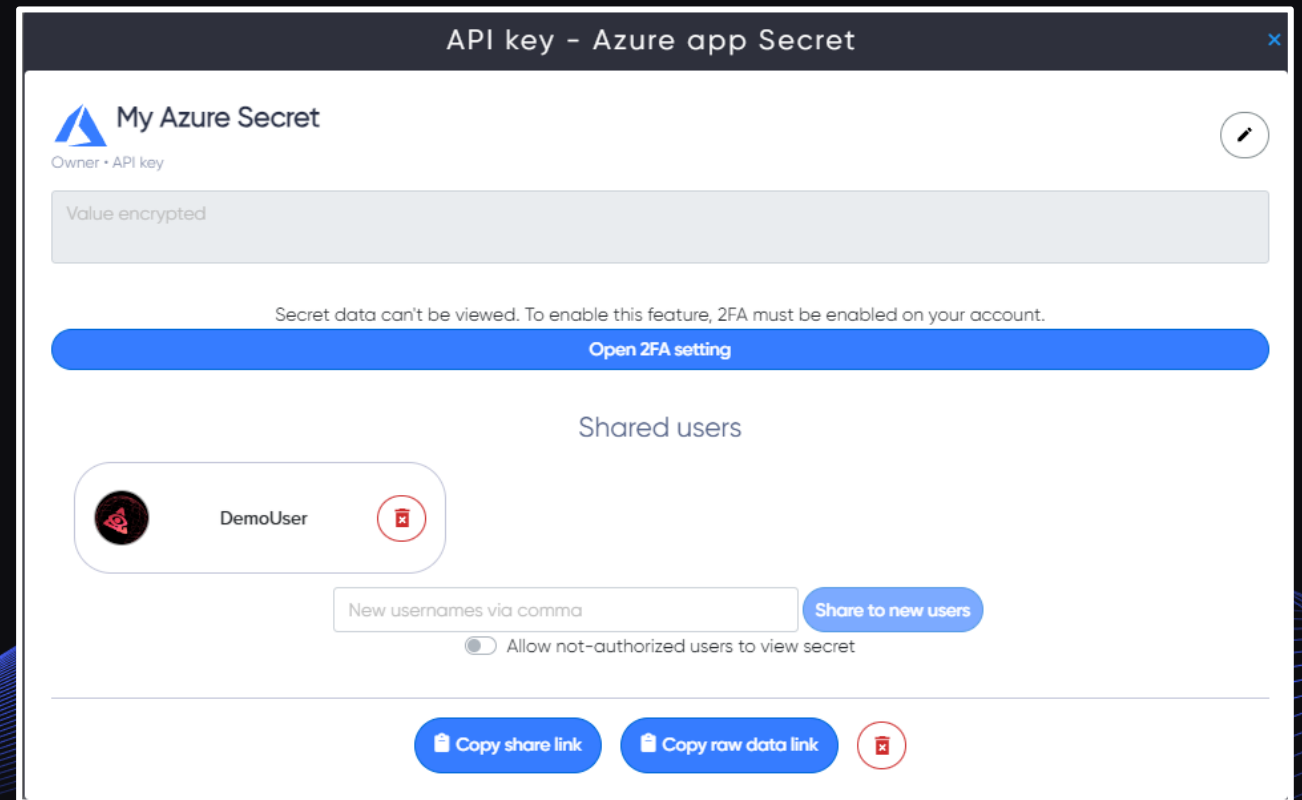 API key - Azure app Secret
My Azure Secret
Owner • API key
Value encrypted
Secret data can't be viewed. To enable this feature, 2FA must be enabled on your account.
Open 2FA setting
Shared users
DemoUser
New usernames via comma
Share to new users
Allow not-authorized users to view secret
Copy share link
Copy raw data link